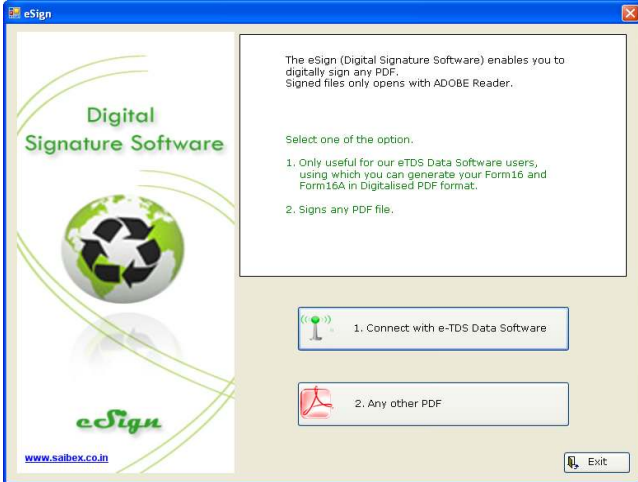 eSign
Digital
Signature Software
eSign
www.saibex.co.in
The eSign (Digital Signature Software) enables you to
digitally sign any PDF.
Signed files only opens with ADOBE Reader.
Select one of the option.
1. Only useful for our eTDS Data Software users,
using which you can generate your Form16 and
Form16A in Digitalised PDF format.
2. Signs any PDF file.
1. Connect with e-TDS Data Software
2. Any other PDF
Exit